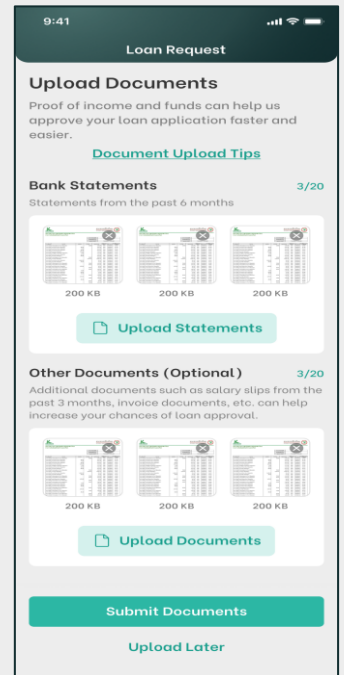 9:41
Loan Request
Upload Documents
Proof of income and funds can help us
approve your loan application faster and
easier.
Document Upload Tips
Bank Statements 3/20
Statements from the past 6 months
200 KB 200 KB 200 KB
Upload Statements
Other Documents (Optional) 3/20
Additional documents such as salary slips from the
past 3 months, invoice documents, etc. can help
increase your chances of loan approval.
200 KB 200 KB 200 KB
Upload Documents
Submit Documents
Upload Later